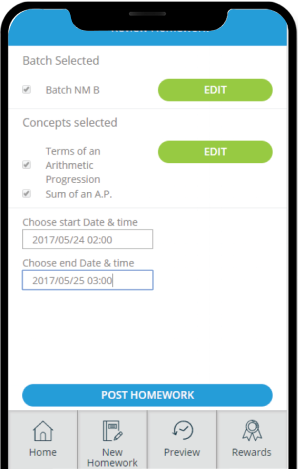 Batch Selected
Batch NM B
EDIT
Concepts selected
EDIT
Terms of an
Arithmetic
Progression
Sum of an A.P.
Choose start Date & time
2017/05/24 02:00
Choose end Date & time
2017/05/25 03:00
POST HOMEWORK
Home
New
Homework
Preview
Rewards